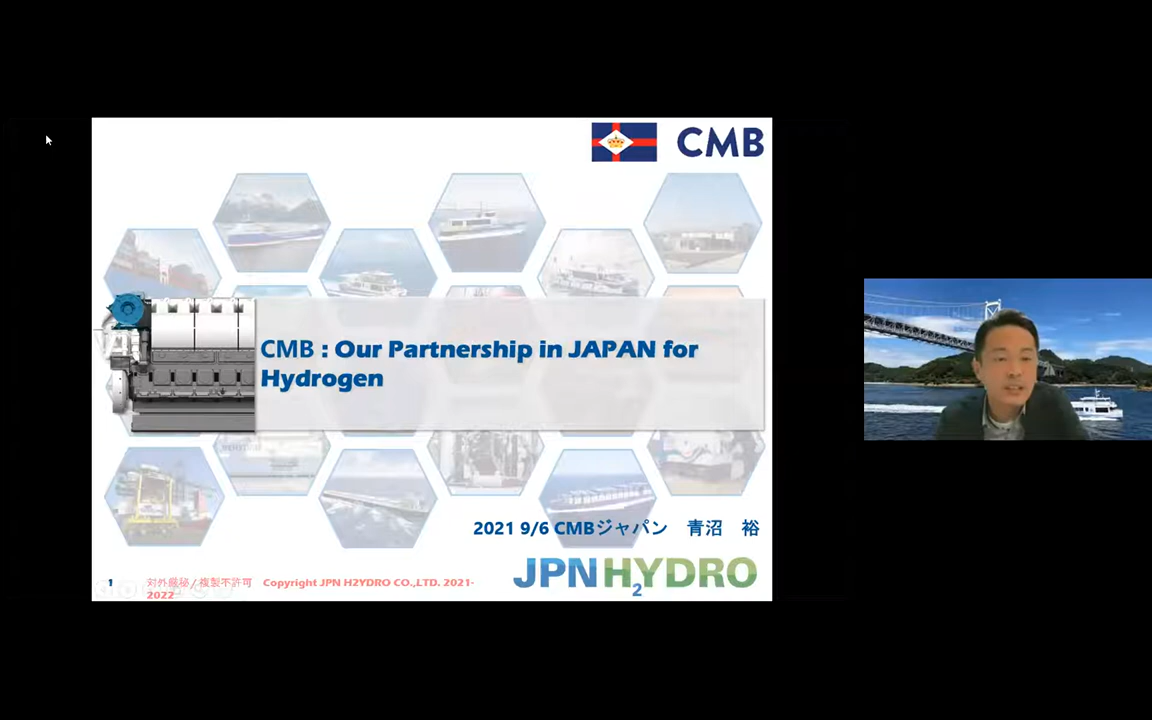 CMB
CMB : Our Partnership in JAPAN for
Hydrogen
2021 9/6 CMBジャパン　青沼　裕
JPNH2YDRO
1
対外厳秘/複製不許可　Copyright JPN H2YDRO CO.,LTD. 2021-
2022